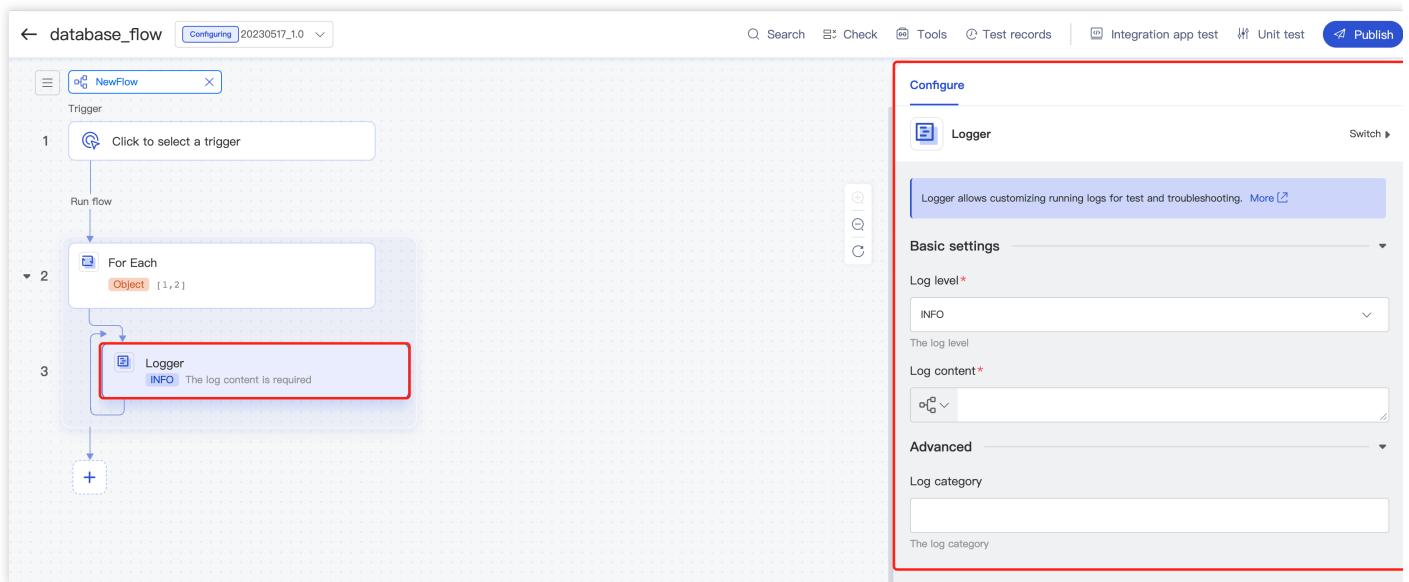 database_flow
Configuring 20230517_1.0
Search
Check
Tools
Test records
Integration app test
Unit test
Publish
NewFlow
Trigger
1
Click to select a trigger
Run flow
2
For Each
Object [1,2]
3
Logger
INFO The log content is required
Configure
Logger
Switch
Logger allows customizing running logs for test and troubleshooting. More
Basic settings
Log level*
INFO
The log level
Log content*
Advanced
Log category
The log category